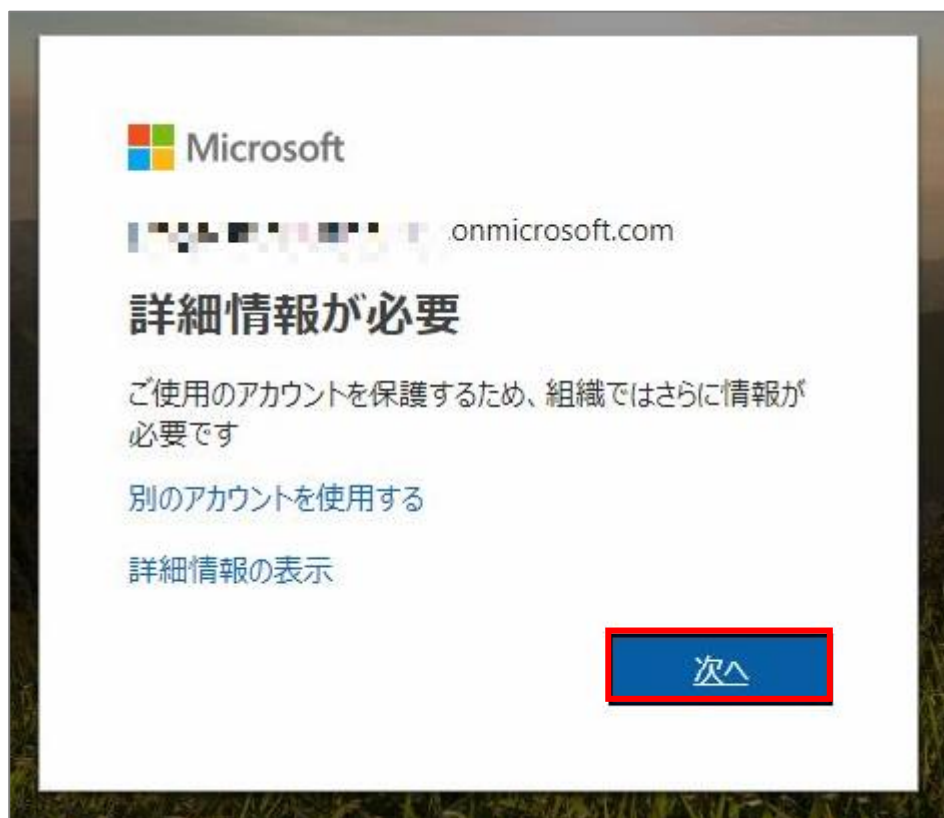 Microsoft
.onmicrosoft.com
詳細情報が必要
ご使用のアカウントを保護するため、組織ではさらに情報が
必要です
別のアカウントを使用する
詳細情報の表示
次へ